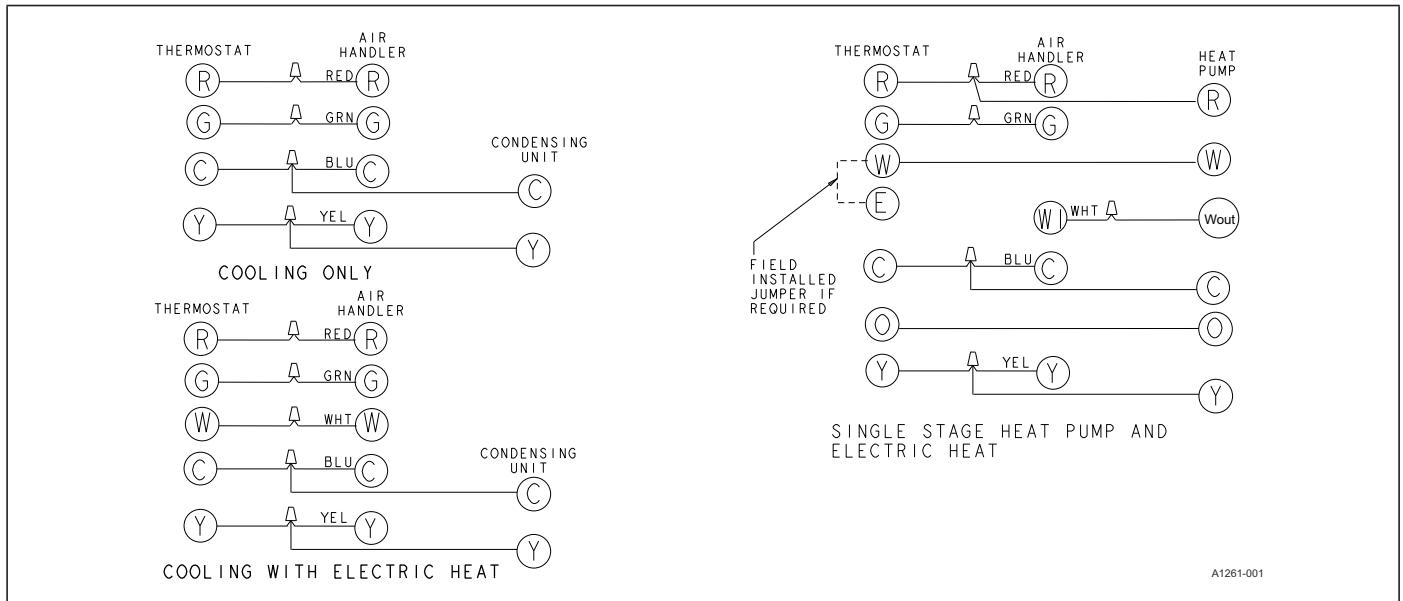 THERMOSTAT
AIR
HANDLER
R RED R
G GRN G
CONDENSING
UNIT
C BLU C
C
Y YEL Y
Y
COOLING ONLY
THERMOSTAT
AIR
HANDLER
R RED R
G GRN G
W WHT W
CONDENSING
UNIT
C BLU C
C
Y YEL Y
Y
COOLING WITH ELECTRIC HEAT
THERMOSTAT
AIR
HANDLER
HEAT
PUMP
R RED R
R
G GRN G
W W
E
W1 WHT Wout
FIELD
INSTALLED
JUMPER IF
REQUIRED
C BLU C
C
O O
Y YEL Y
Y
SINGLE STAGE HEAT PUMP AND
ELECTRIC HEAT
A1261-001